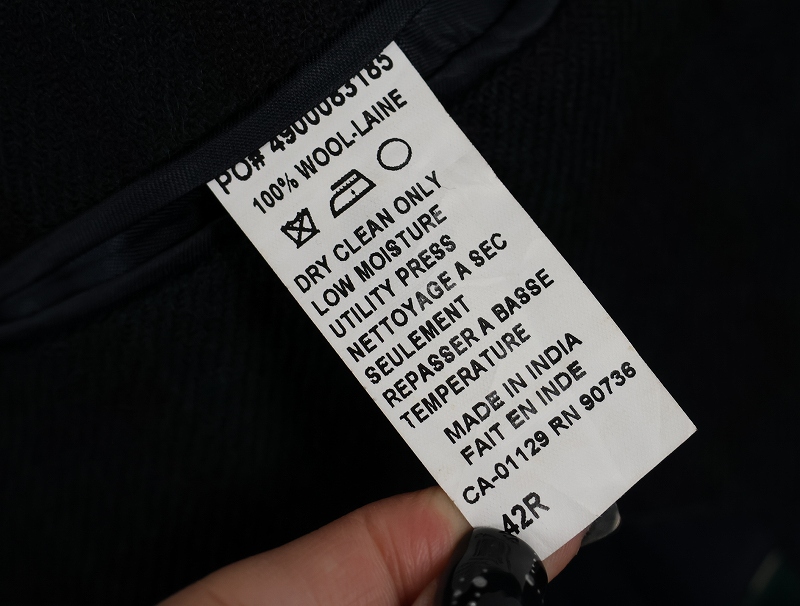 PO# 4900083185
100% WOOL-LAINE
DRY CLEAN ONLY
LOW MOISTURE
UTILITY PRESS
NETTOYAGE A SEC
SEULEMENT
REPASSER A BASSE
TEMPERATURE
MADE IN INDIA
FAIT EN INDE
CA-01129 RN 90736
42R